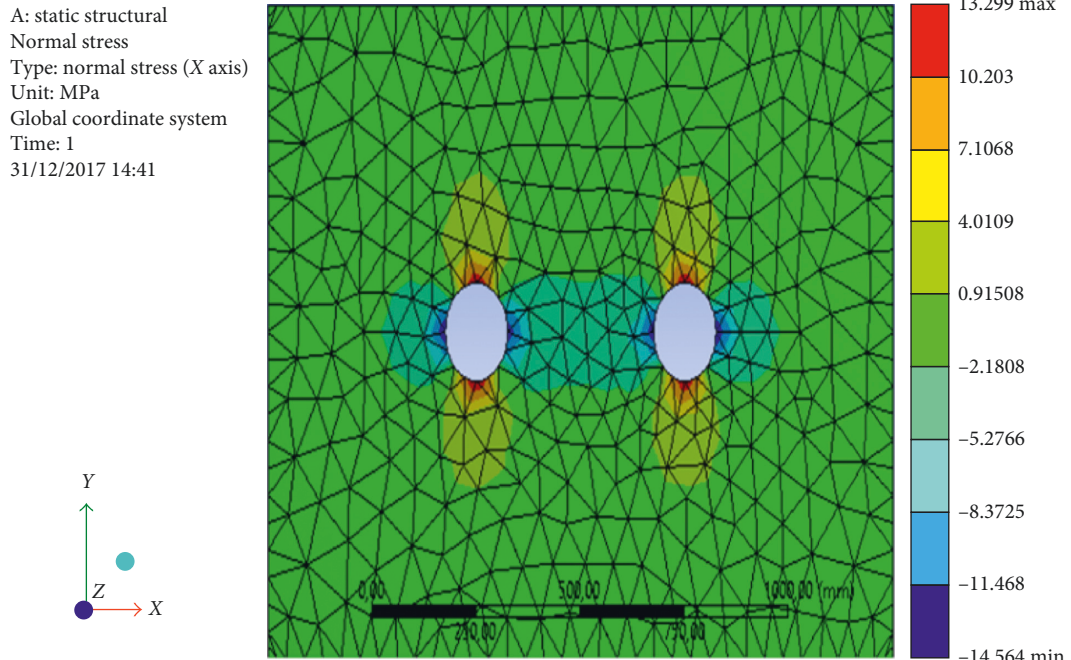 A: static structural
Normal stress
Type: normal stress (X axis)
Unit: MPa
Global coordinate system
Time: 1
31/12/2017 14:41
13.299 max
10.203
7.1068
4.0109
0.91508
–2.1808
–5.2766
–8.3725
–11.468
–14.564 min
Y
Z
X
0,00 500,00 1000,00 (mm)
250,00 750,00